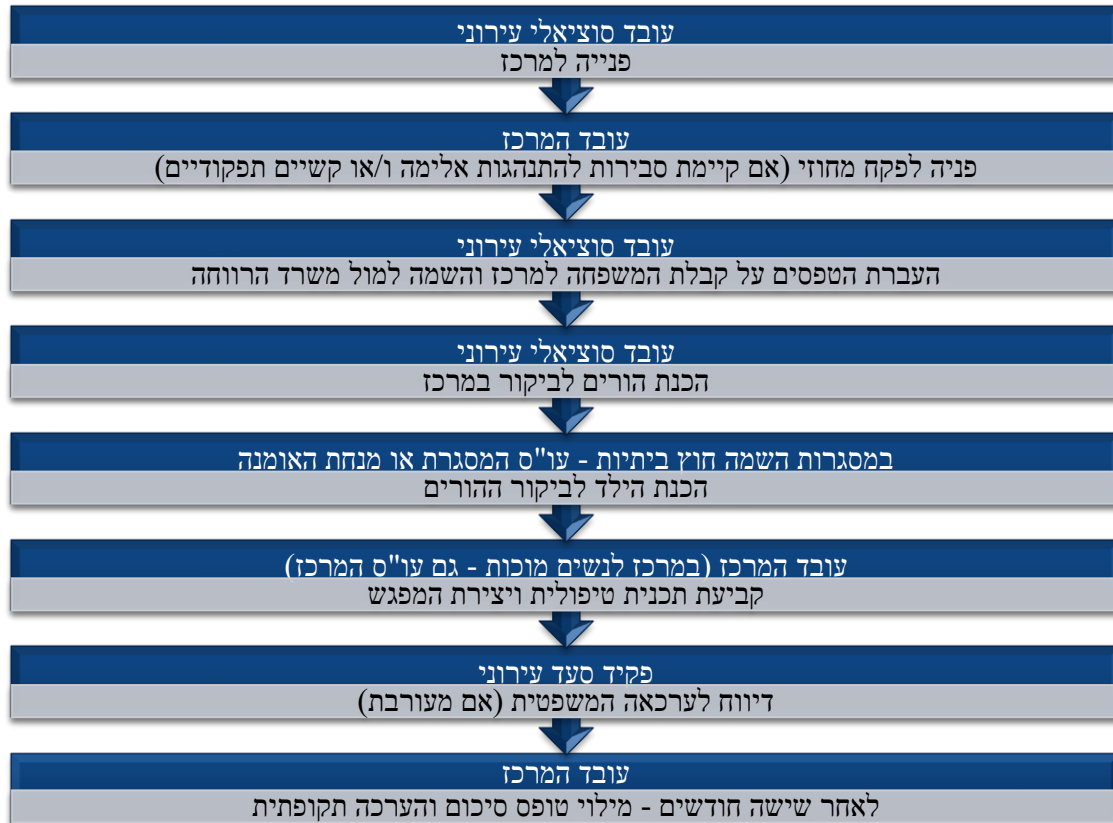 עובד סוציאלי עירוני
פנייה למרכז
עובד המרכז
פניה לפקח מחוזי (אם קיימת סבירות להתנהגות אלימה ו/או קשיים תפקודיים)
עובד סוציאלי עירוני
העברת הטפסים על קבלת המשפחה למרכז והשמה למול משרד הרווחה
עובד סוציאלי עירוני
הכנת הורים לביקור במרכז
במסגרות השמה חוץ ביתיות - עו"ס המסגרת או מנחת האומנה
הכנת הילד לביקור ההורים
עובד המרכז (במרכז לנשים מוכות - גם עו"ס המרכז)
קביעת תכנית טיפולית ויצירת המפגש
פקיד סעד עירוני
דיווח לערכאה המשפטית (אם מעורבת)
עובד המרכז
לאחר שישה חודשים - מילוי טופס סיכום והערכה תקופתית